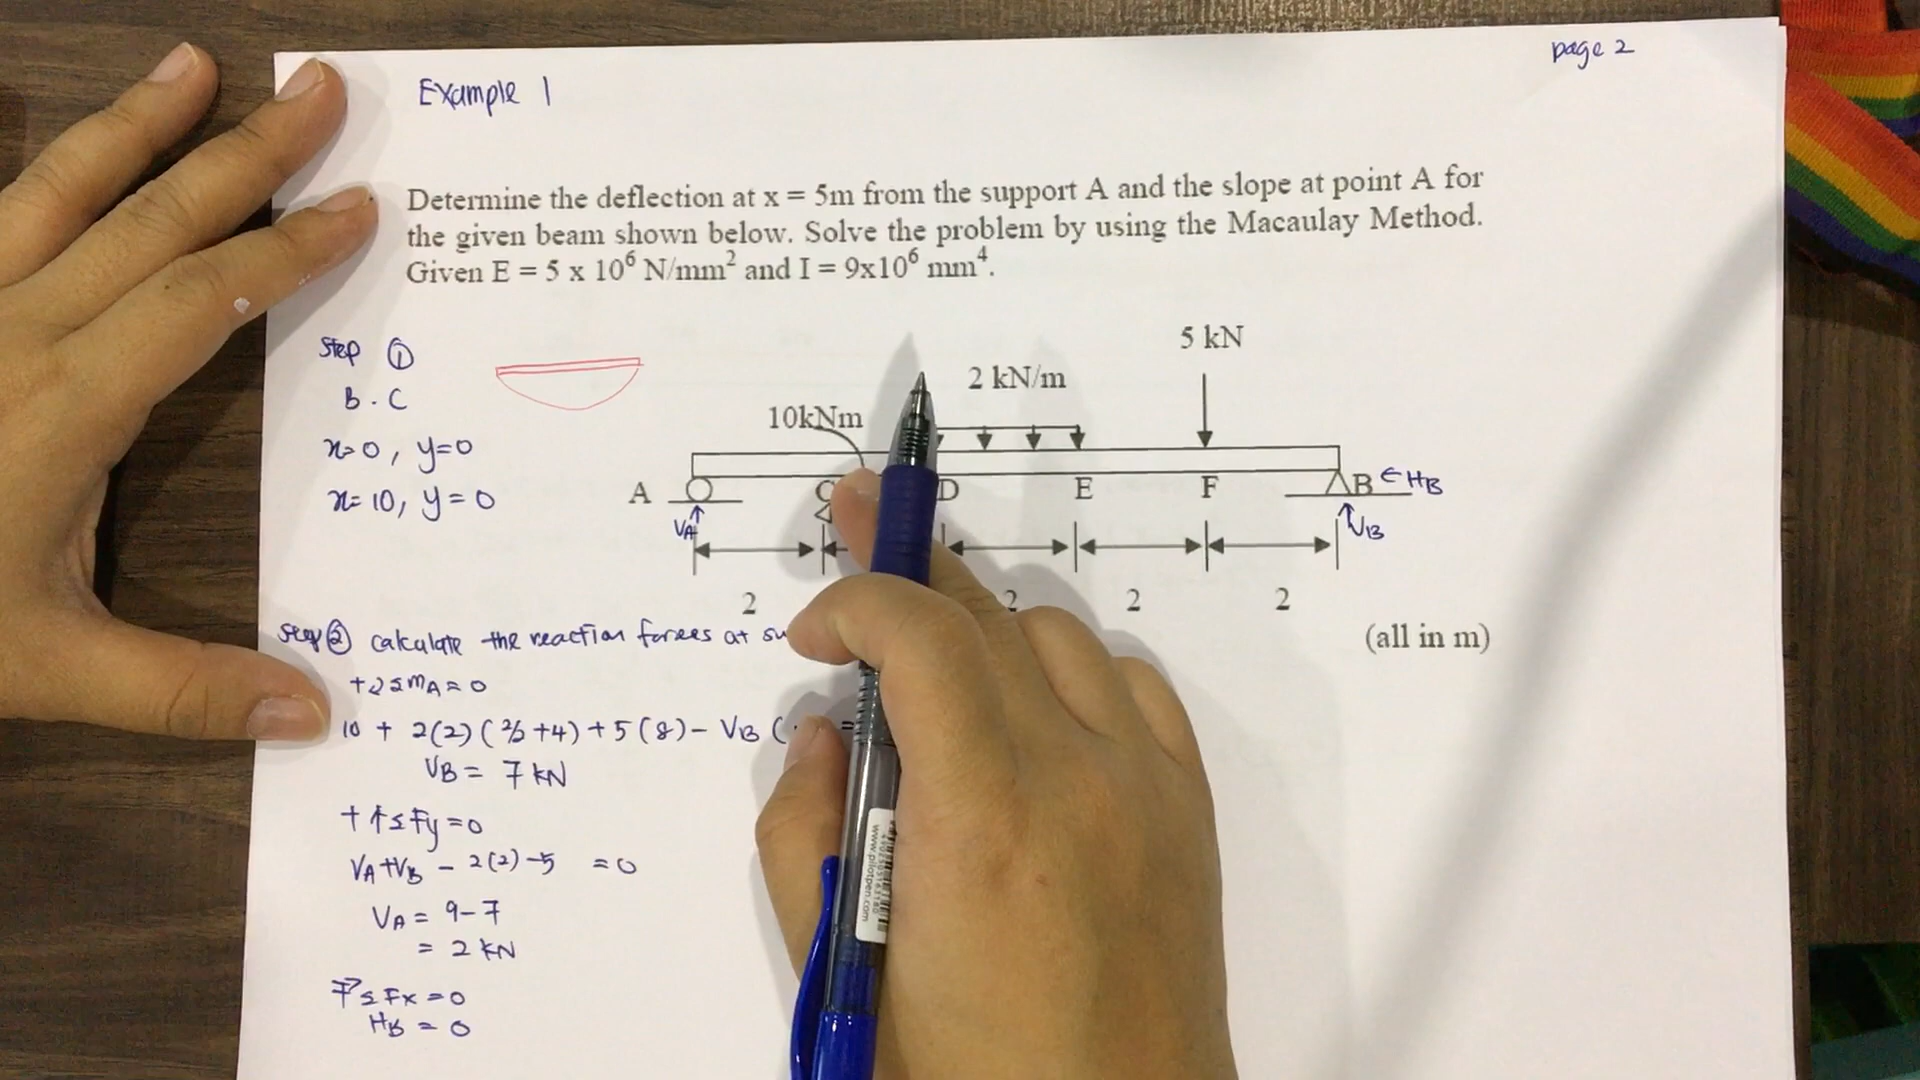 page 2
Example 1
Determine the deflection at x = 5m from the support A and the slope at point A for
the given beam shown below. Solve the problem by using the Macaulay Method.
Given E = 5 x 10⁶ N/mm² and I = 9x10⁶ mm⁴.
Step ①
B.C
x=0, y=0
x=10, y=0
5 kN
2 kN/m
10kNm
A
C
D
E
F
B
← HB
VA
VB
2
2
2
2
(all in m)
Step ② calculate the reaction forces at
+↻ΣMA=0
10 + 2(2)(2/2+4)+5(8)-VB (
VB = 7 kN
+↑ΣFy=0
VA+VB - 2(2)-5 =0
VA = 9-7
= 2 kN
ΣFx=0
HB = 0
www.pilotpen.com